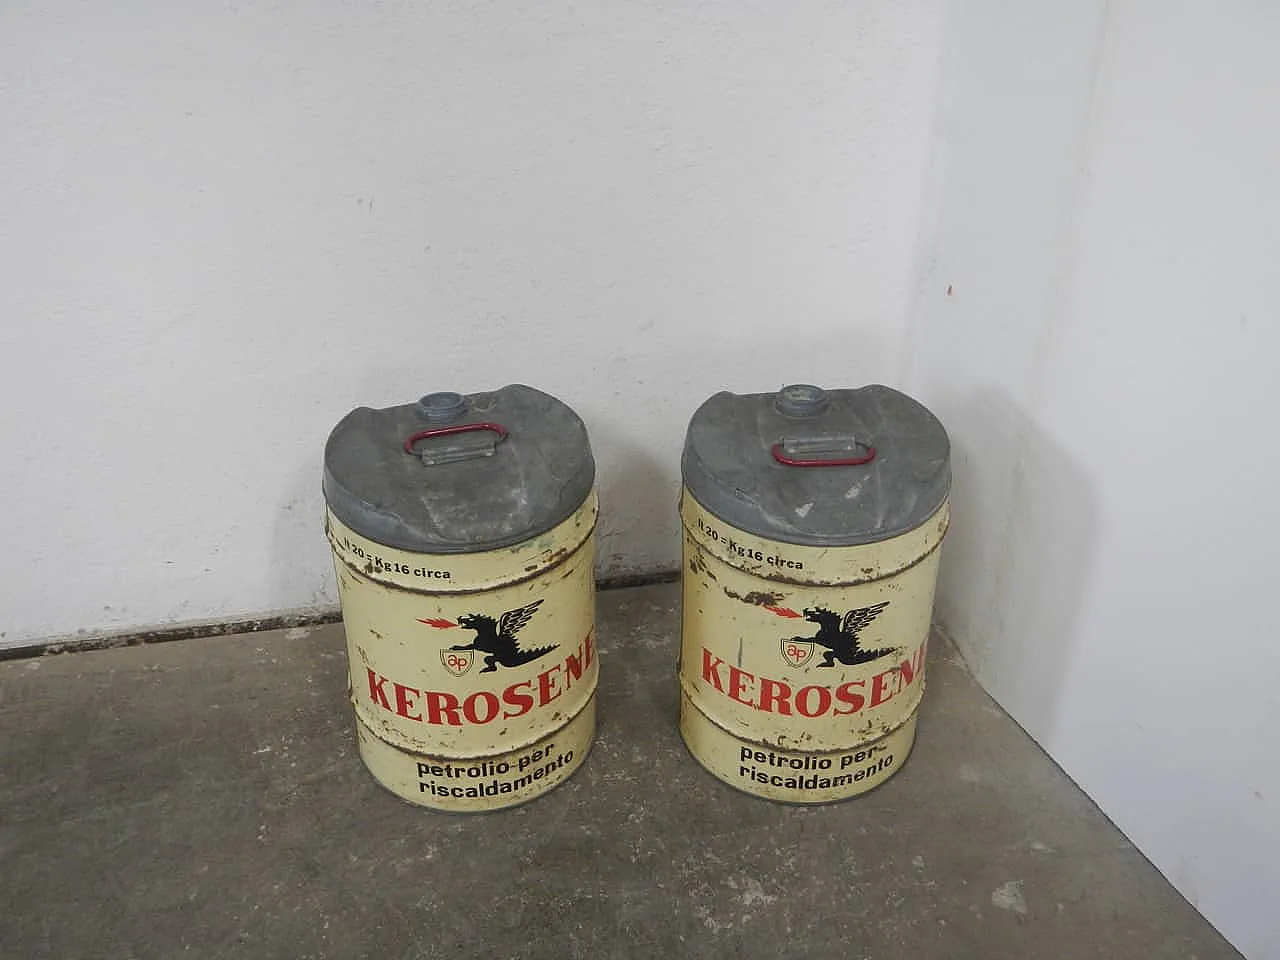 lt 20 = Kg 16 circa
ap
KEROSENE
petrolio per
riscaldamento
lt 20 = Kg 16 circa
ap
KEROSENE
petrolio per
riscaldamento